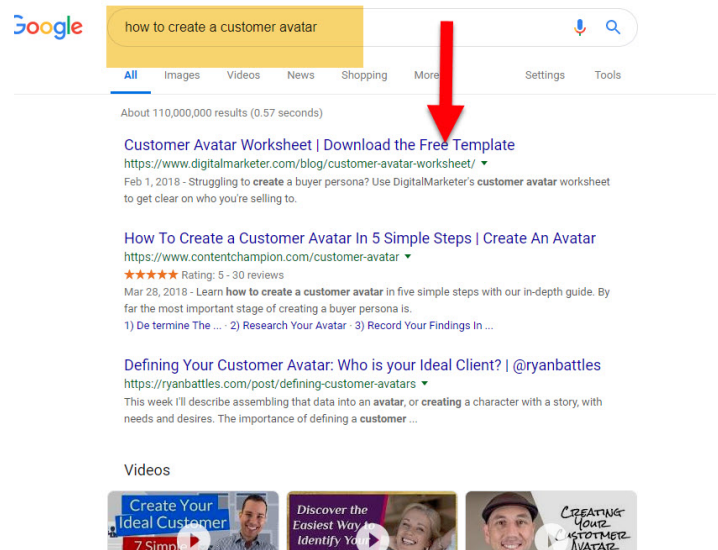 Google
how to create a customer avatar
All Images Videos News Shopping More Settings Tools
About 110,000,000 results (0.57 seconds)
Customer Avatar Worksheet | Download the Free Template
https://www.digitalmarketer.com/blog/customer-avatar-worksheet/
Feb 1, 2018 - Struggling to create a buyer persona? Use DigitalMarketer's customer avatar worksheet
to get clear on who you're selling to.
How To Create a Customer Avatar In 5 Simple Steps | Create An Avatar
https://www.contentchampion.com/customer-avatar
Rating: 5 - 30 reviews
Mar 28, 2018 - Learn how to create a customer avatar in five simple steps with our in-depth guide. By
far the most important stage of creating a buyer persona is.
1) De termine The ... · 2) Research Your Avatar · 3) Record Your Findings In ...
Defining Your Customer Avatar: Who is your Ideal Client? | @ryanbattles
https://ryanbattles.com/post/defining-customer-avatars
This week I'll describe assembling that data into an avatar, or creating a character with a story, with
needs and desires. The importance of defining a customer ...
Videos
Create Your
Ideal Customer
7 Simple
Discover the
Easiest Way to
Identify Your
CREATING
YOUR
CUSTOMER
AVATAR